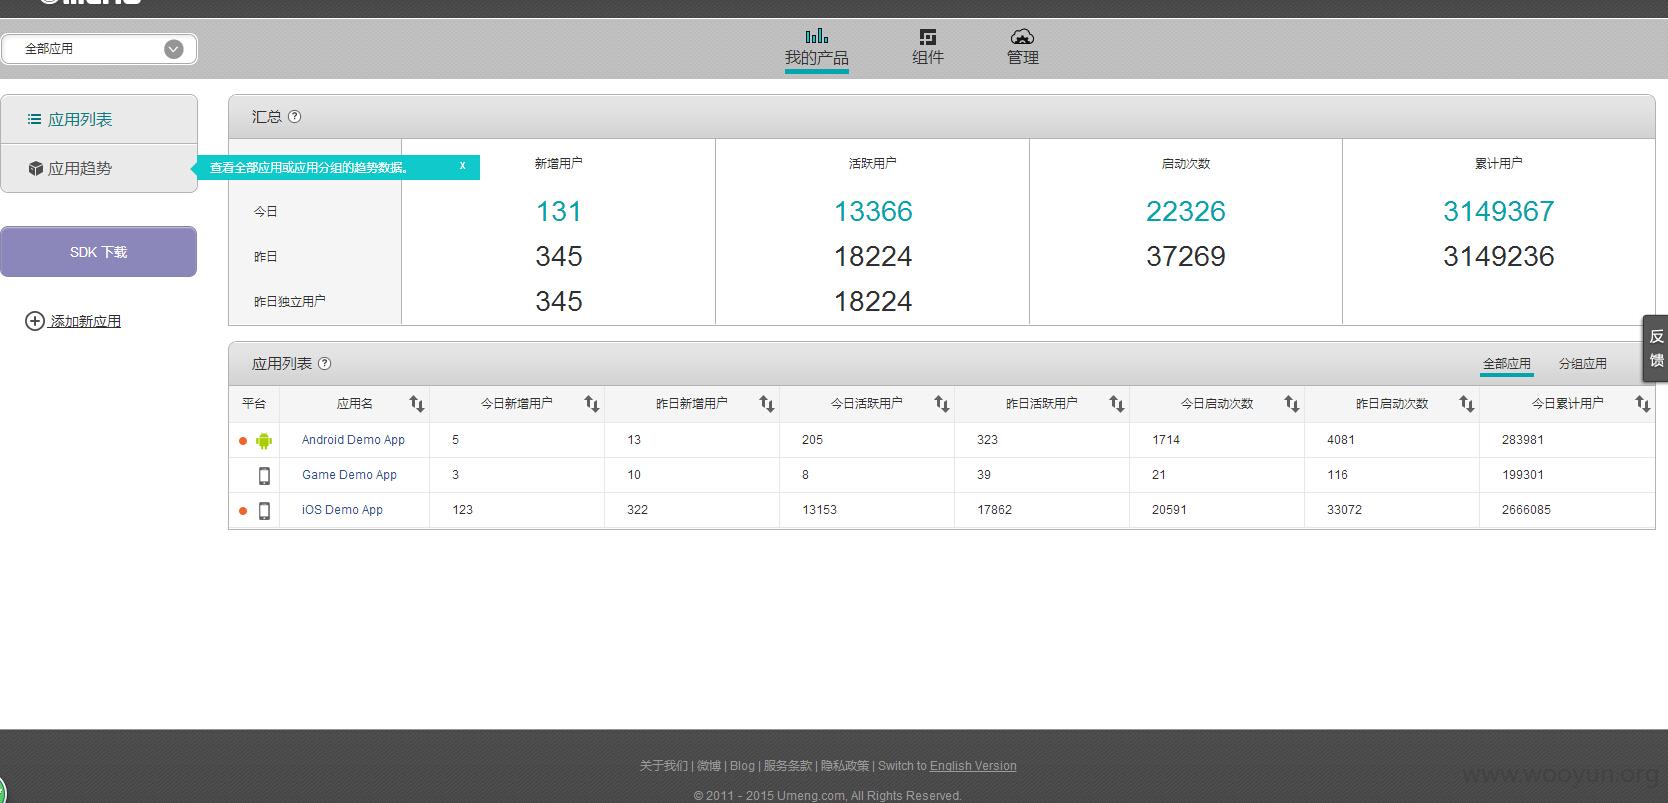 全部应用
我的产品
组件
管理
应用列表
应用趋势
查看全部应用或应用分组的趋势数据。 x
SDK 下载
添加新应用
汇总 ?
新增用户 活跃用户 启动次数 累计用户
今日 131 13366 22326 3149367
昨日 345 18224 37269 3149236
昨日独立用户 345 18224
反馈
应用列表 ? 全部应用 分组应用
平台 应用名 今日新增用户 昨日新增用户 今日活跃用户 昨日活跃用户 今日启动次数 昨日启动次数 今日累计用户
Android Demo App 5 13 205 323 1714 4081 283981
Game Demo App 3 10 8 39 21 116 199301
iOS Demo App 123 322 13153 17862 20591 33072 2666085
关于我们 | 微博 | Blog | 服务条款 | 隐私政策 | Switch to English Version
www.wooyun.org
© 2011 - 2015 Umeng.com, All Rights Reserved.